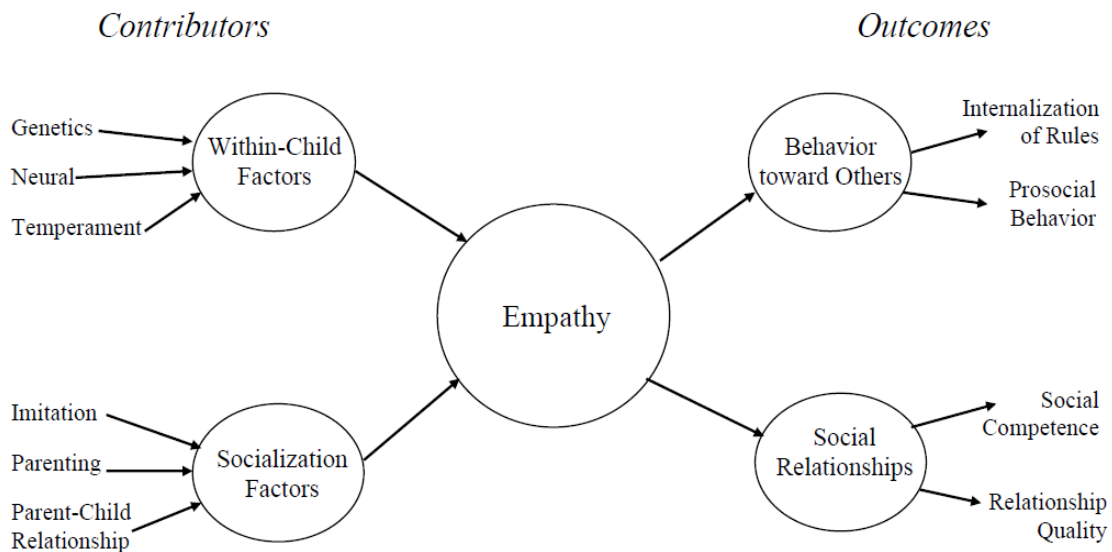 Contributors
Outcomes
Genetics
Neural
Temperament
Within-Child
Factors
Imitation
Parenting
Parent-Child
Relationship
Socialization
Factors
Empathy
Behavior
toward Others
Internalization
of Rules
Prosocial
Behavior
Social
Relationships
Social
Competence
Relationship
Quality